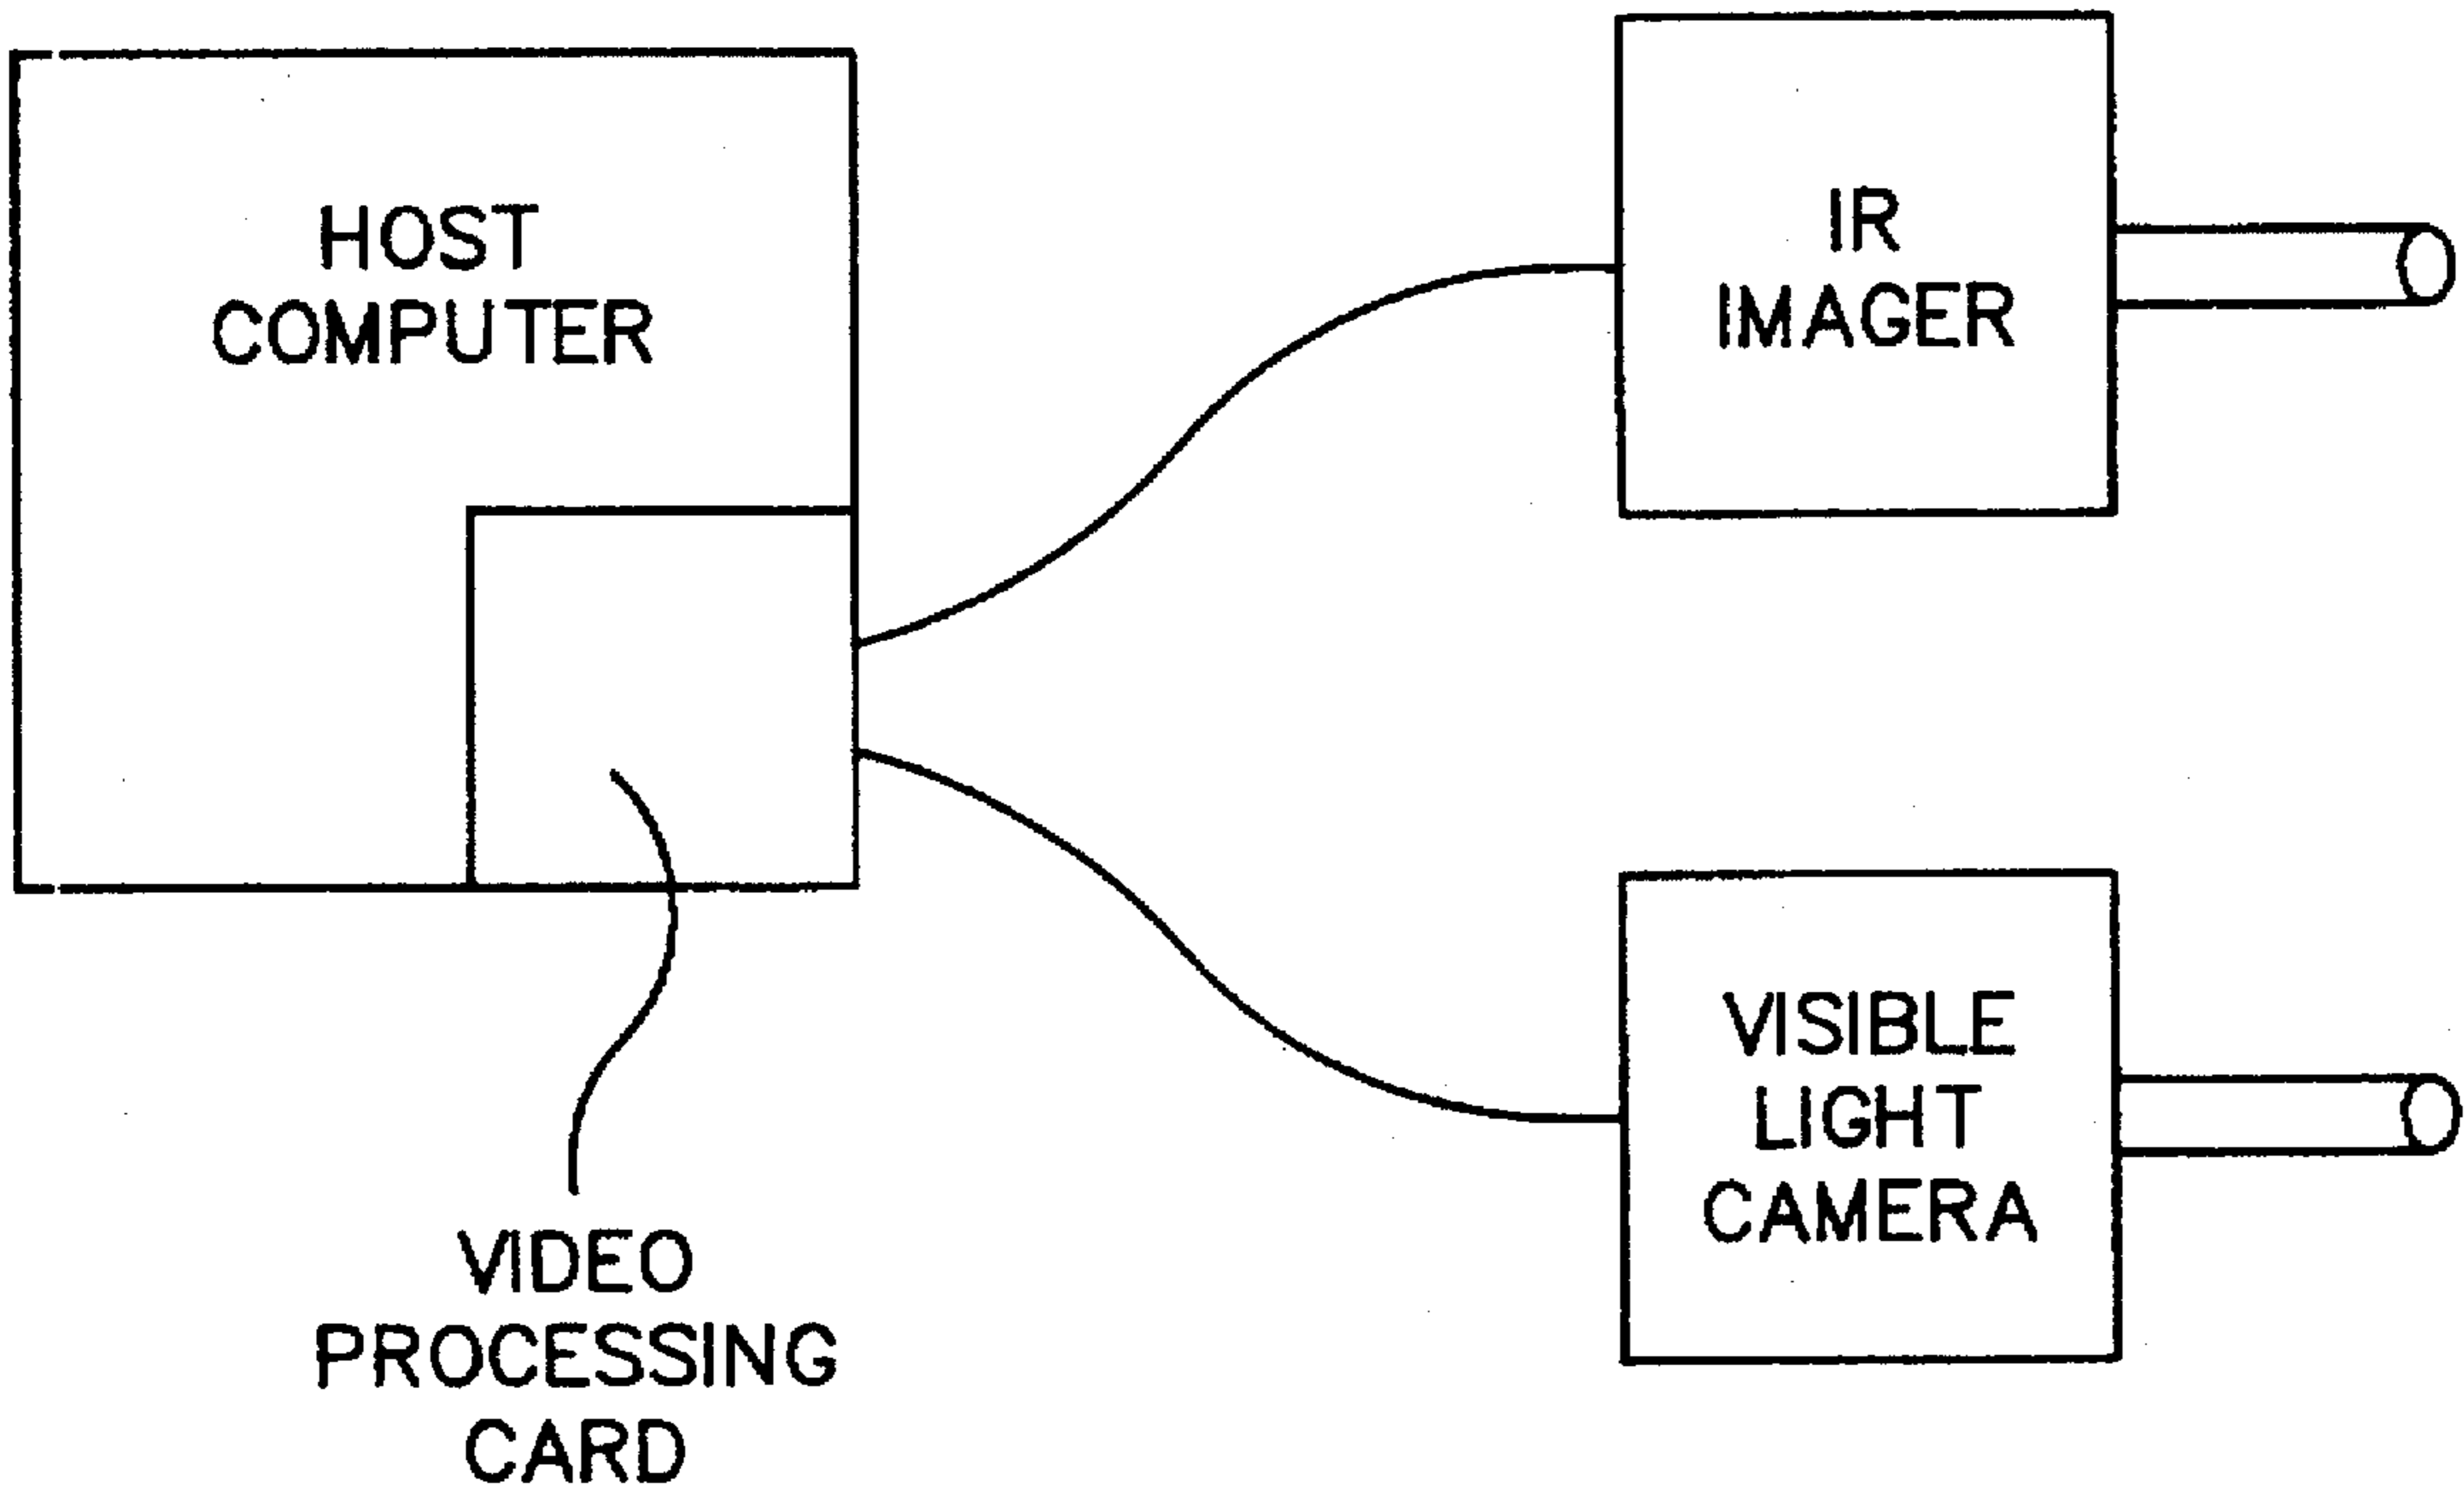 HOST
COMPUTER
IR
IMAGER
VISIBLE
LIGHT
CAMERA
VIDEO
PROCESSING
CARD